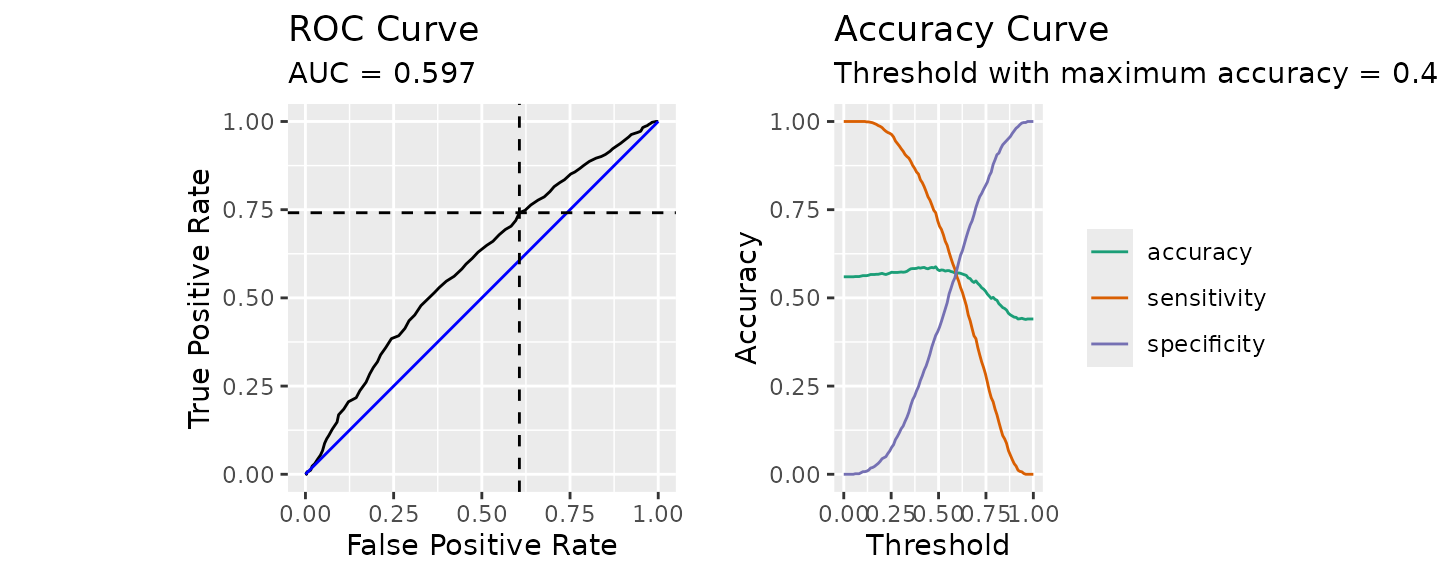 ROC Curve
AUC = 0.597
True Positive Rate
1.00
0.75
0.50
0.25
0.00
0.00 0.25 0.50 0.75 1.00
False Positive Rate
Accuracy Curve
Threshold with maximum accuracy = 0.4
Accuracy
1.00
0.75
0.50
0.25
0.00
0.00 0.25 0.50 0.75 1.00
Threshold
accuracy
sensitivity
specificity